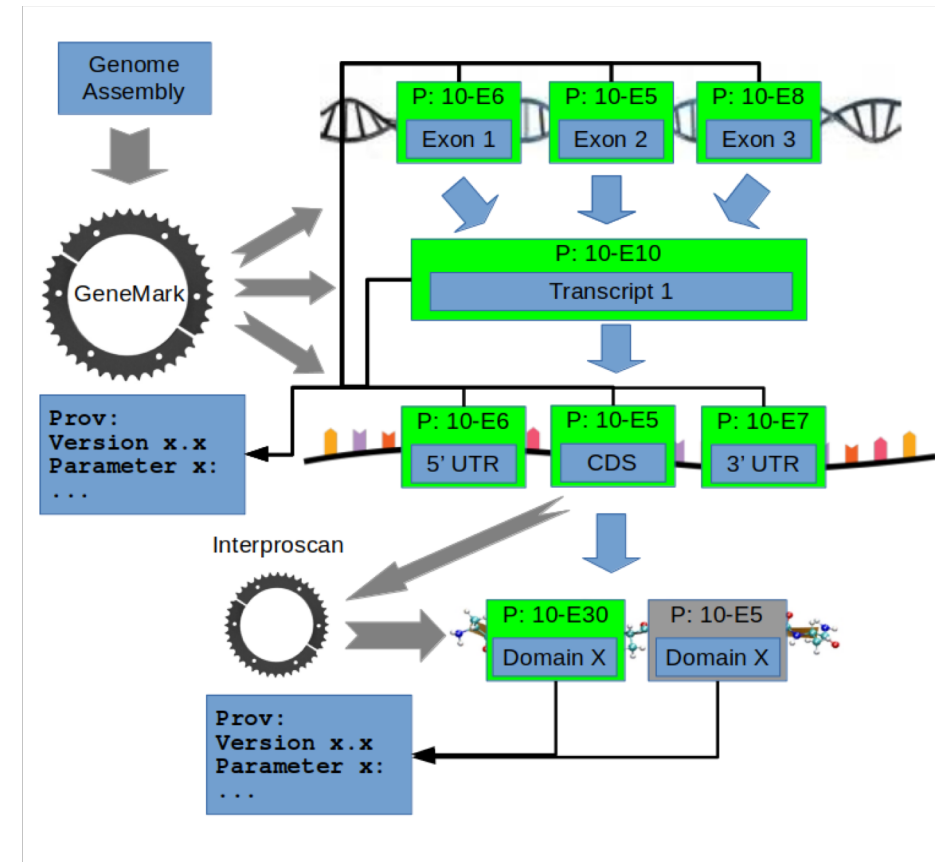 Genome
Assembly
P: 10-E6
P: 10-E5
P: 10-E8
Exon 1
Exon 2
Exon 3
P: 10-E10
Transcript 1
GeneMark
Prov:
Version x.x
Parameter x:
...
P: 10-E6
P: 10-E5
P: 10-E7
5’ UTR
CDS
3’ UTR
Interproscan
P: 10-E30
P: 10-E5
Domain X
Domain X
Prov:
Version x.x
Parameter x:
...